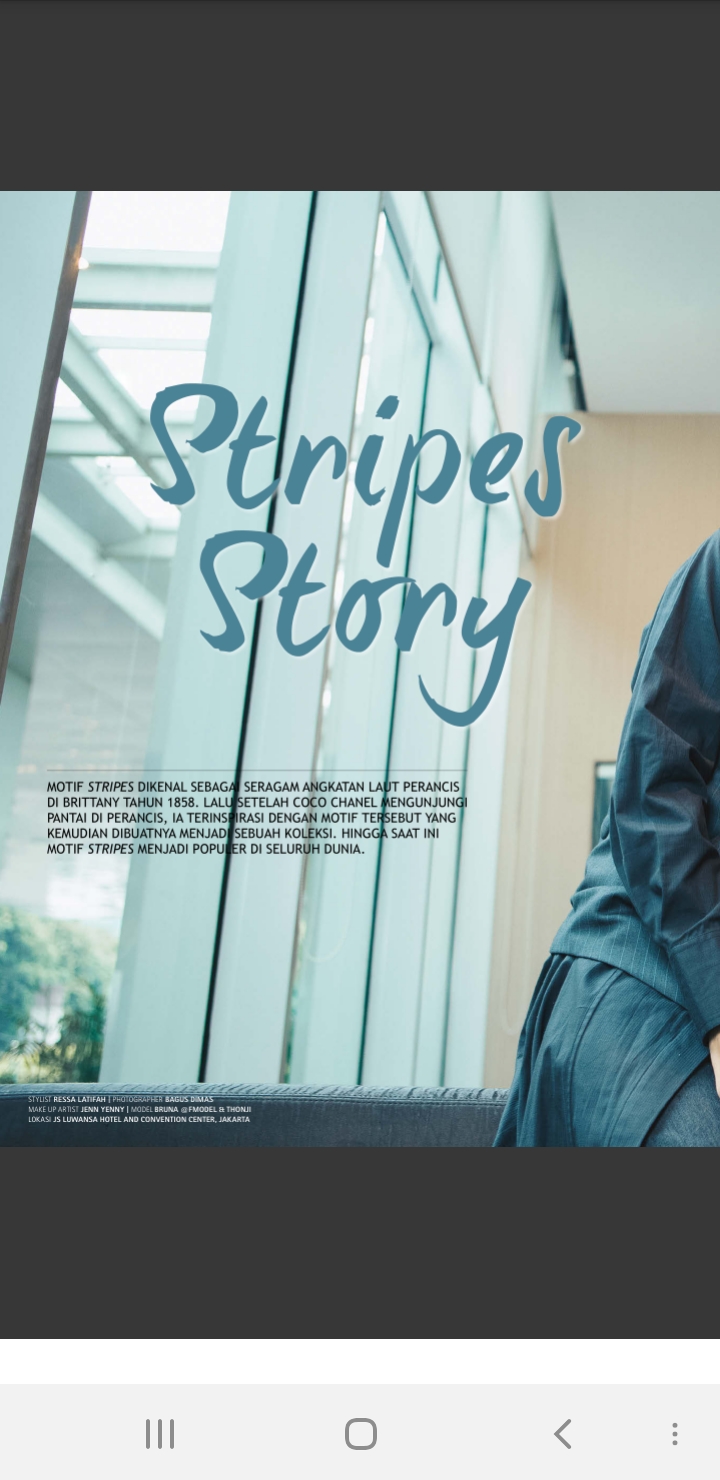 Stripes
Story
MOTIF STRIPES DIKENAL SEBAGAI SERAGAM ANGKATAN LAUT PERANCIS
DI BRITTANY TAHUN 1858. LALU SETELAH COCO CHANEL MENGUNJUNGI
PANTAI DI PERANCIS, IA TERINSPIRASI DENGAN MOTIF TERSEBUT YANG
KEMUDIAN DIBUATNYA MENJADI SEBUAH KOLEKSI. HINGGA SAAT INI
MOTIF STRIPES MENJADI POPULER DI SELURUH DUNIA.
STYLIST RESSA LATIFAH | PHOTOGRAPHER BAGUS DIMAS
MAKE UP ARTIST JENN YENNY | MODEL BRUNA @FMODEL & THONJI
LOKASI JS LUWANSA HOTEL AND CONVENTION CENTER, JAKARTA